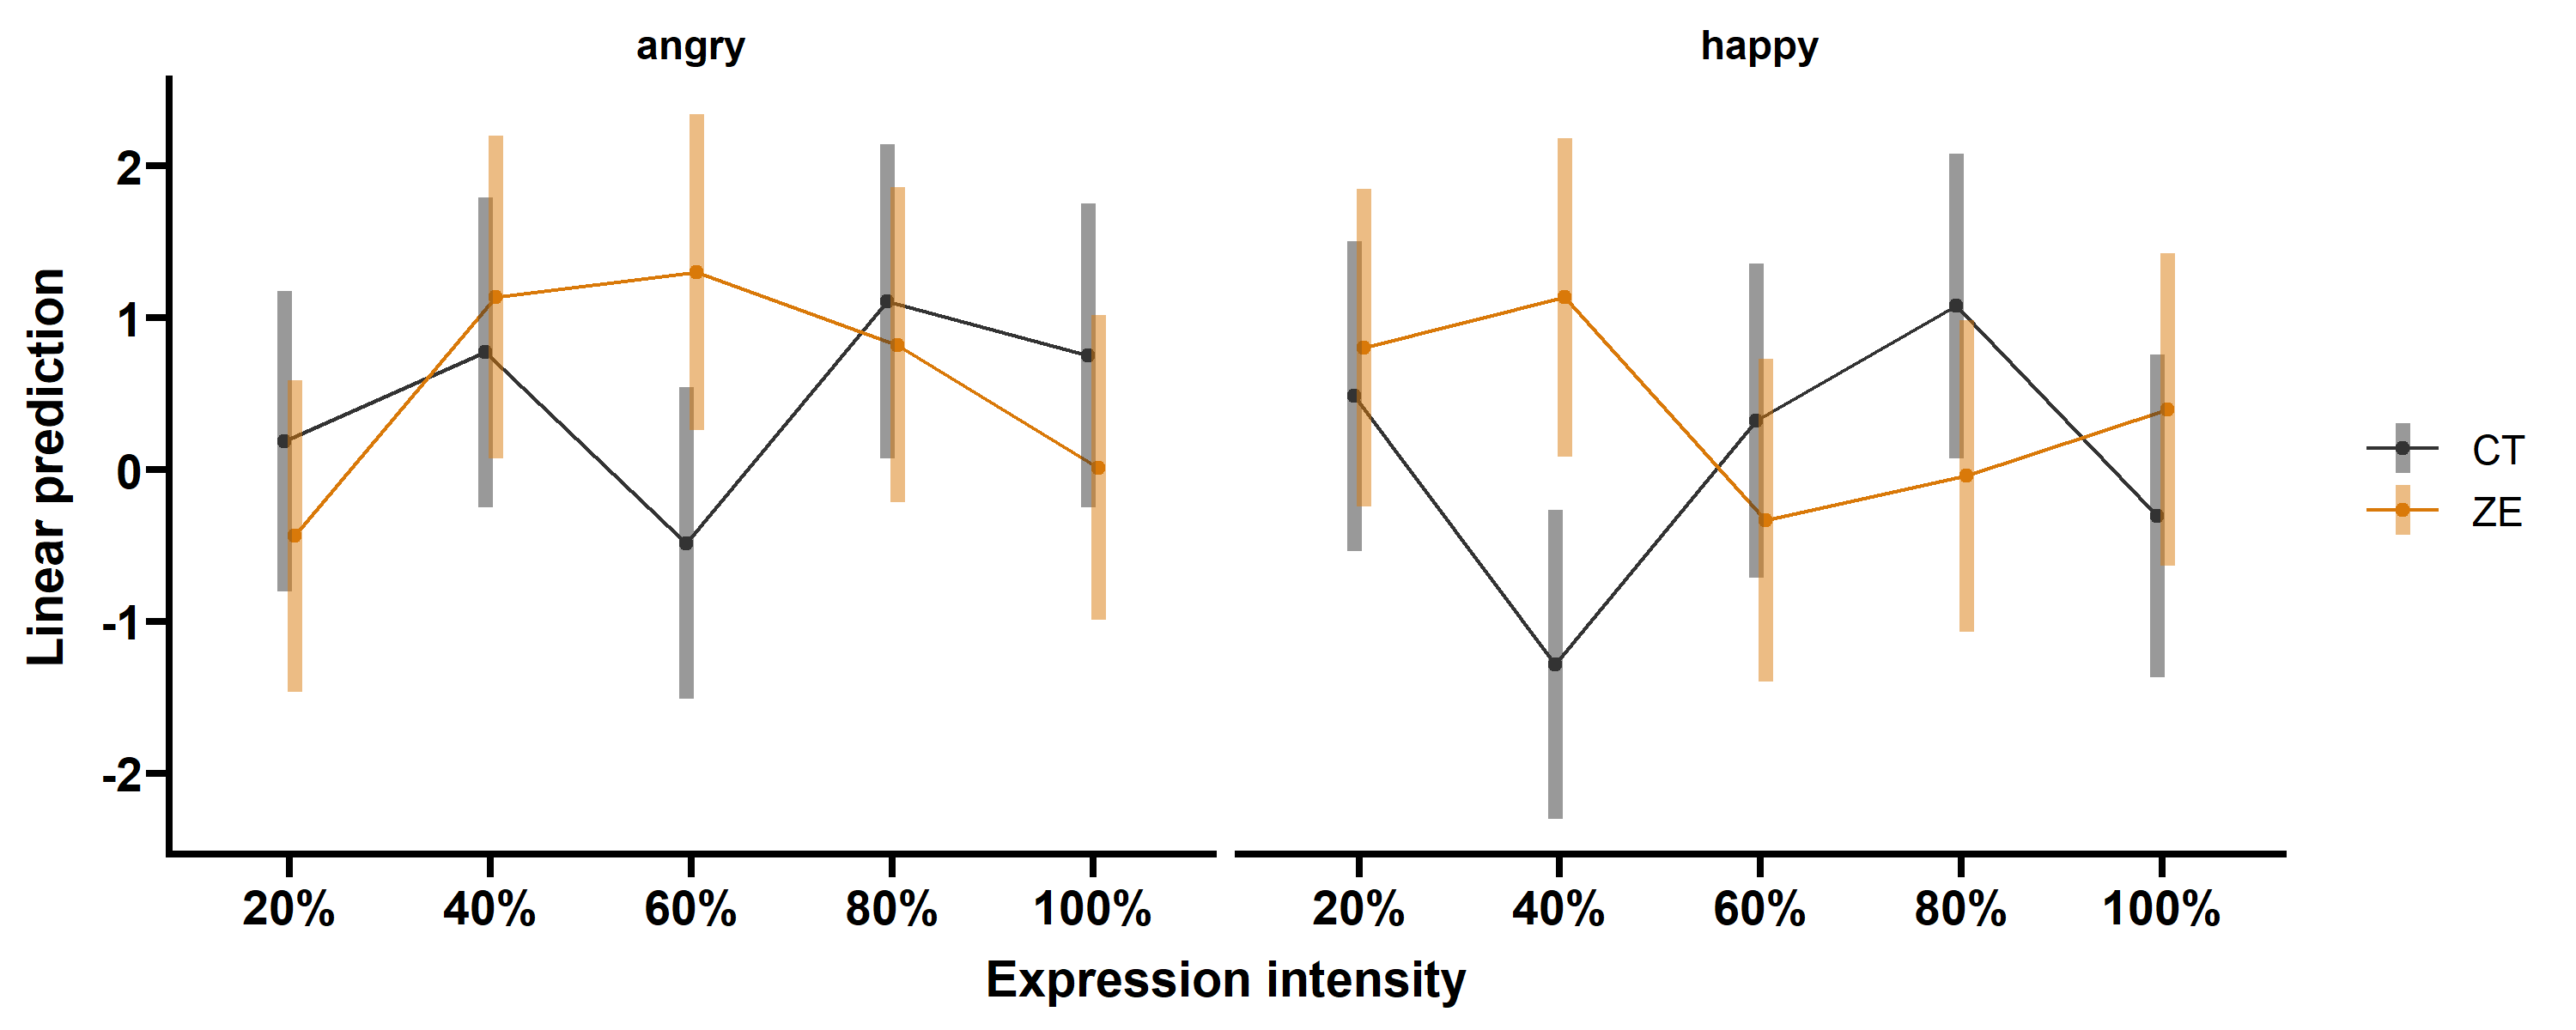 angry happy
Linear prediction
2
1
0
-1
-2
20% 40% 60% 80% 100% 20% 40% 60% 80% 100%
Expression intensity
CT
ZE